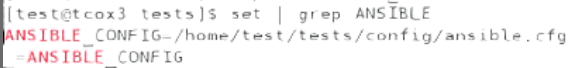 [test@tcox3 tests]$ set | grep ANSIBLE
ANSIBLE_CONFIG=/home/test/tests/config/ansible.cfg
=ANSIBLE_CONFIG